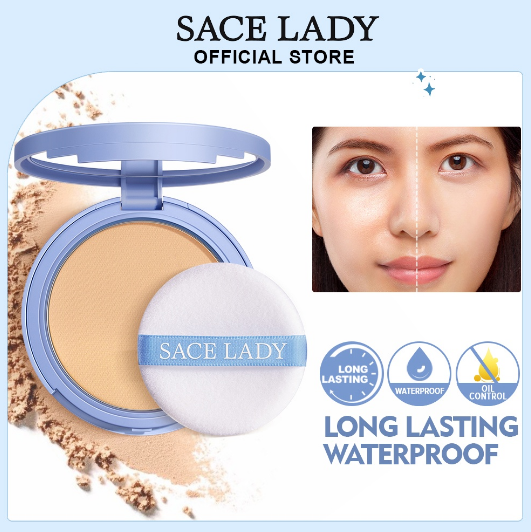 SACE LADY
OFFICIAL STORE
SACE LADY
LONG
LASTING
WATERPROOF
OIL
CONTROL
LONG LASTING
WATERPROOF